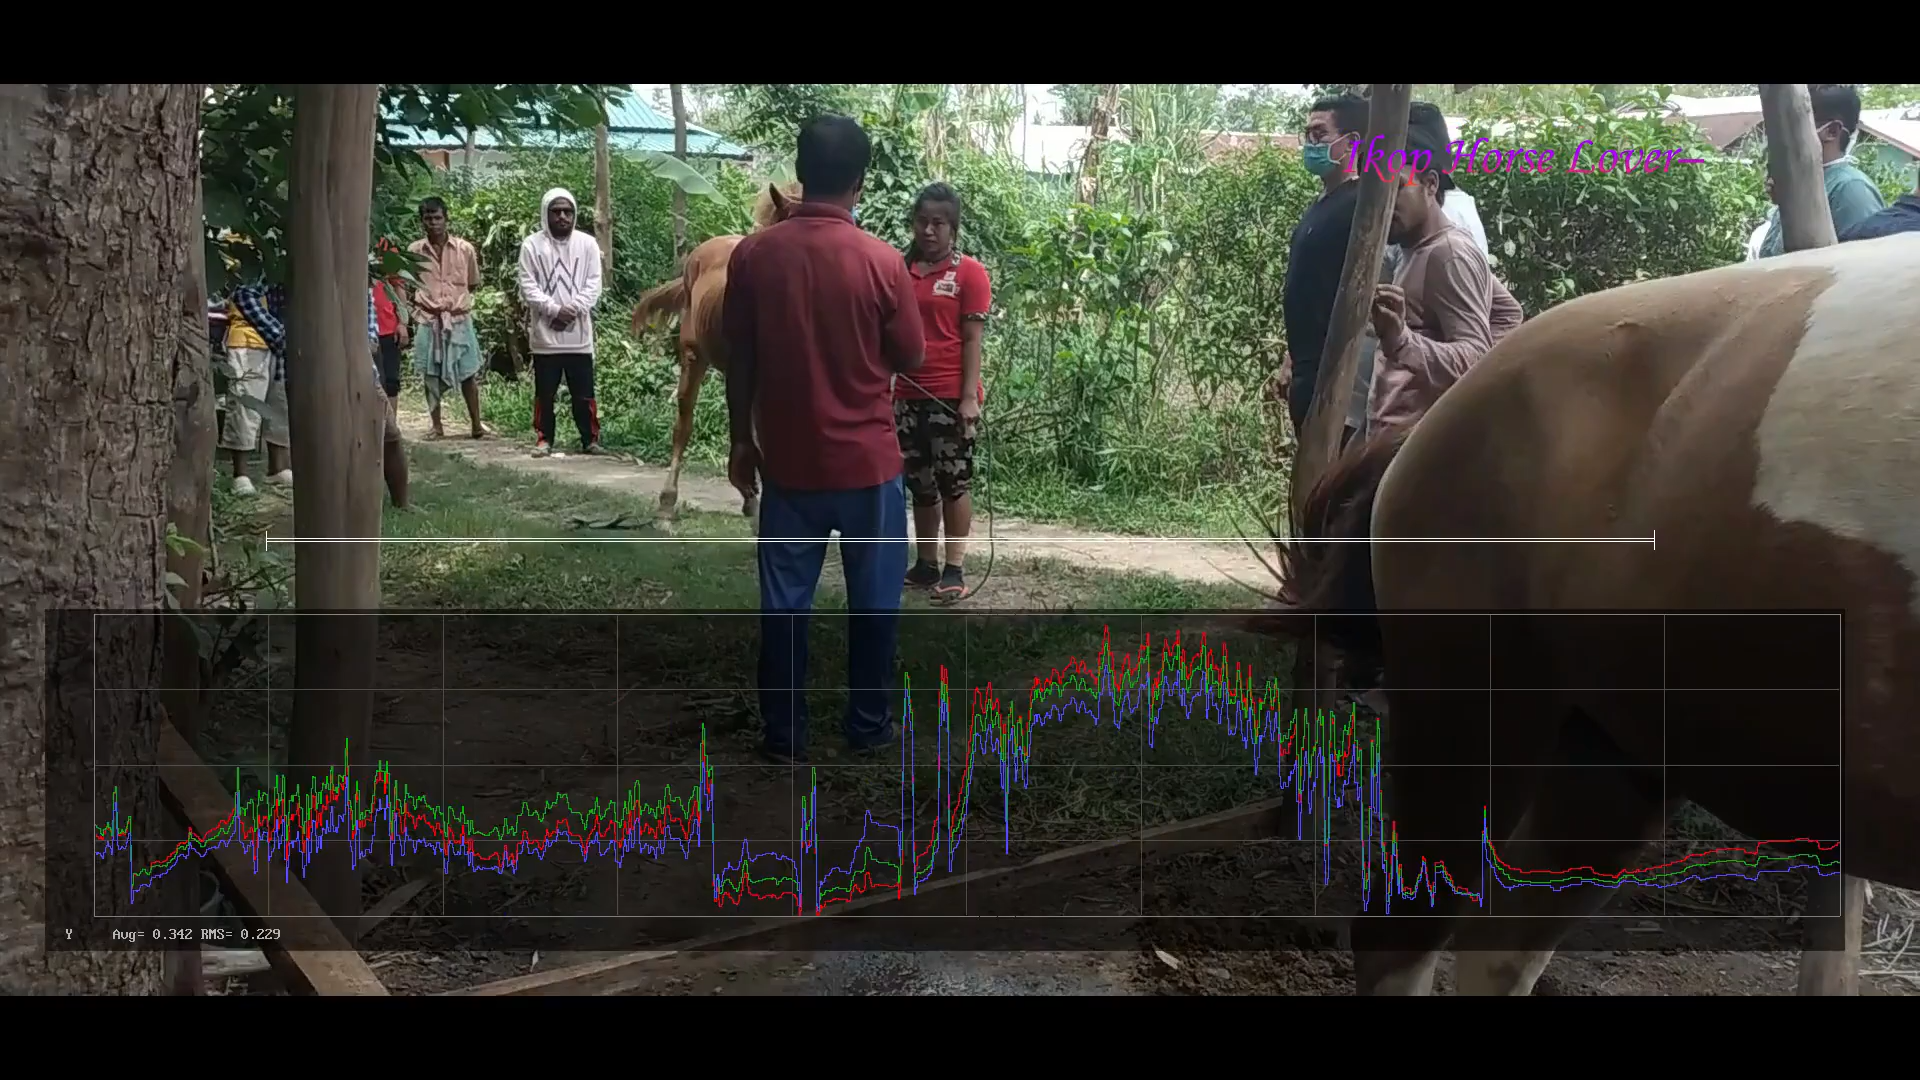 Ikop Horse Lover—
Y Avg= 0.342 RMS= 0.229